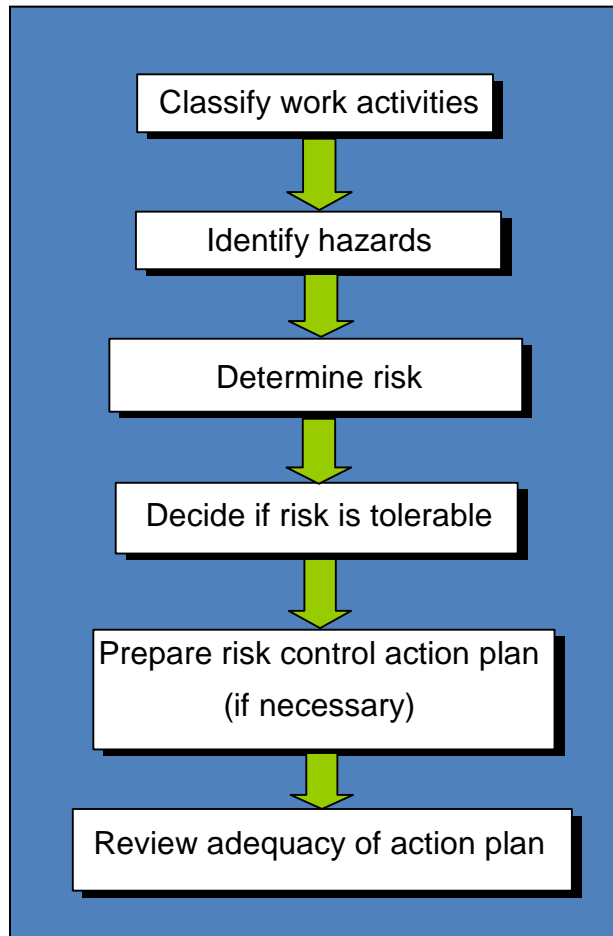 Classify work activities
Identify hazards
Determine risk
Decide if risk is tolerable
Prepare risk control action plan
(if necessary)
Review adequacy of action plan